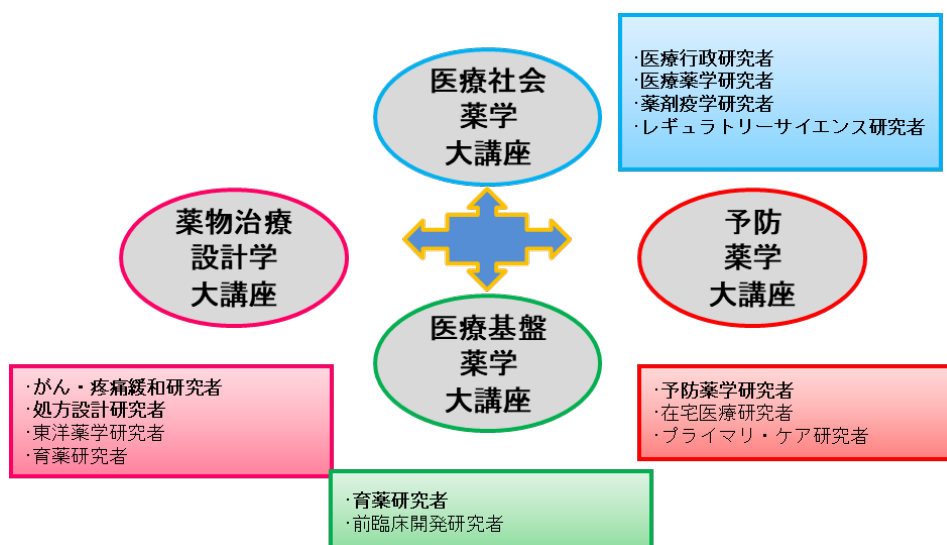 医療社会
薬学
大講座
・医療行政研究者
・医療薬学研究者
・薬剤疫学研究者
・レギュラトリーサイエンス研究者
薬物治療
設計学
大講座
予防
薬学
大講座
医療基盤
薬学
大講座
・がん・疼痛緩和研究者
・処方設計研究者
・東洋薬学研究者
・育薬研究者
・予防薬学研究者
・在宅医療研究者
・プライマリ・ケア研究者
・育薬研究者
・前臨床開発研究者